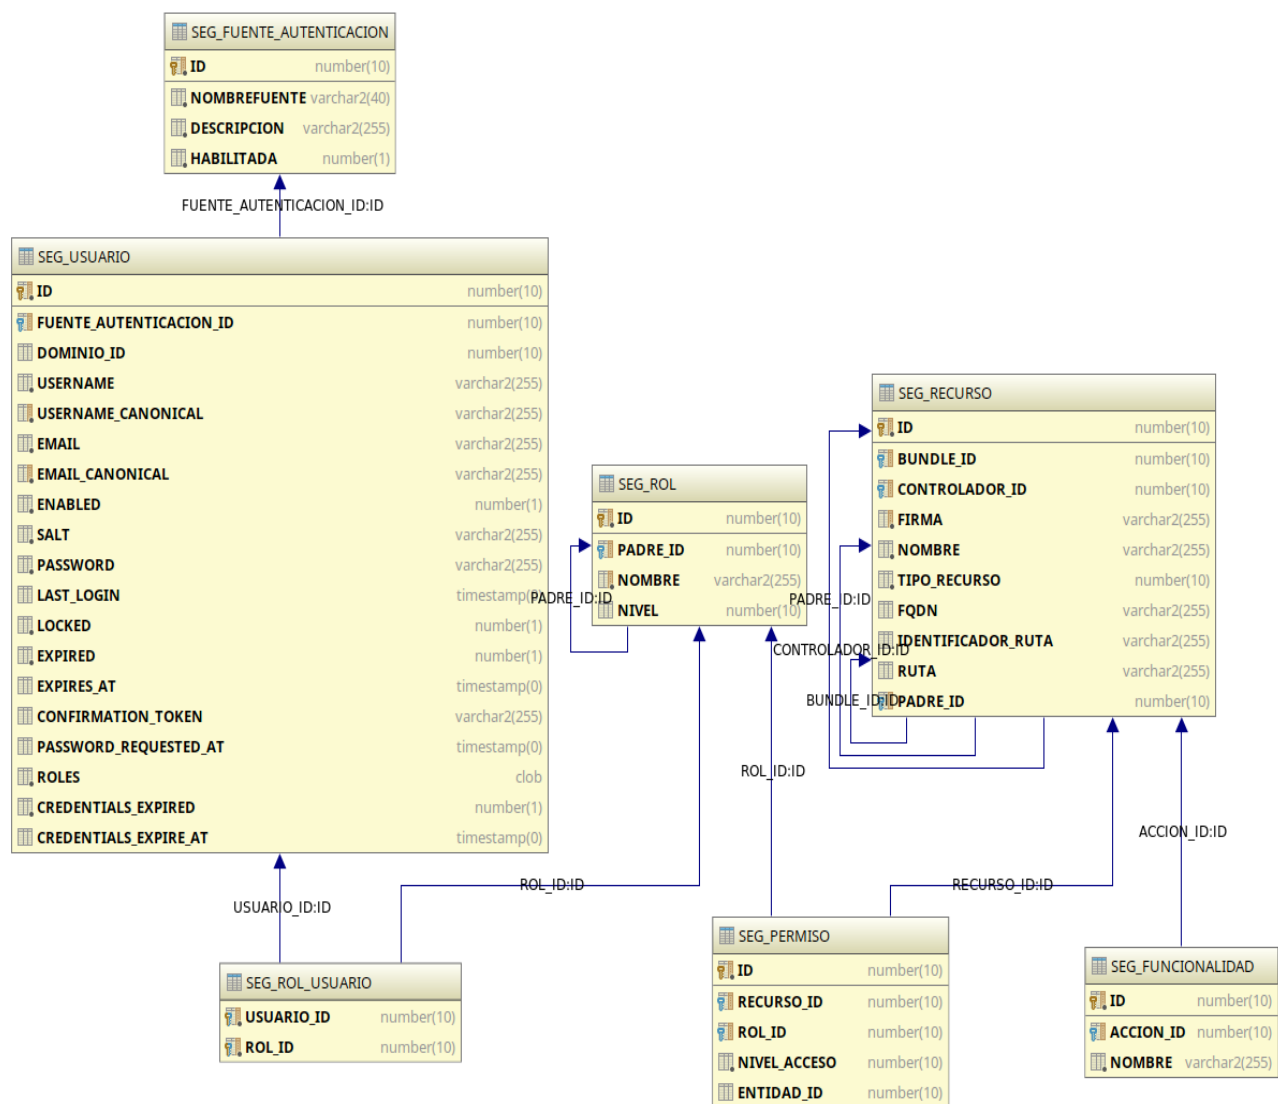 SEG_FUENTE_AUTENTICACION
ID number(10)
NOMBREFUENTE varchar2(40)
DESCRIPCION varchar2(255)
HABILITADA number(1)
FUENTE_AUTENTICACION_ID:ID
SEG_USUARIO
ID number(10)
FUENTE_AUTENTICACION_ID number(10)
DOMINIO_ID number(10)
USERNAME varchar2(255)
USERNAME_CANONICAL varchar2(255)
EMAIL varchar2(255)
EMAIL_CANONICAL varchar2(255)
ENABLED number(1)
SALT varchar2(255)
PASSWORD varchar2(255)
LAST_LOGIN timestamp(0)
LOCKED number(1)
EXPIRED number(1)
EXPIRES_AT timestamp(0)
CONFIRMATION_TOKEN varchar2(255)
PASSWORD_REQUESTED_AT timestamp(0)
ROLES clob
CREDENTIALS_EXPIRED number(1)
CREDENTIALS_EXPIRE_AT timestamp(0)
SEG_ROL
ID number(10)
PADRE_ID number(10)
NOMBRE varchar2(255)
NIVEL number(10)
PADRE_ID:ID
SEG_RECURSO
ID number(10)
BUNDLE_ID number(10)
CONTROLADOR_ID number(10)
FIRMA varchar2(255)
NOMBRE varchar2(255)
TIPO_RECURSO number(10)
FQDN varchar2(255)
IDENTIFICADOR_RUTA varchar2(255)
RUTA varchar2(255)
PADRE_ID number(10)
PADRE_ID:ID
CONTROLADOR_ID:ID
BUNDLE_ID:ID
ROL_ID:ID
ACCION_ID:ID
ROL_ID:ID
RECURSO_ID:ID
USUARIO_ID:ID
SEG_ROL_USUARIO
USUARIO_ID number(10)
ROL_ID number(10)
SEG_PERMISO
ID number(10)
RECURSO_ID number(10)
ROL_ID number(10)
NIVEL_ACCESO number(10)
ENTIDAD_ID number(10)
SEG_FUNCIONALIDAD
ID number(10)
ACCION_ID number(10)
NOMBRE varchar2(255)